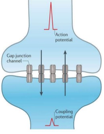 Action
potential
Gap junction
channel
Coupling
potential